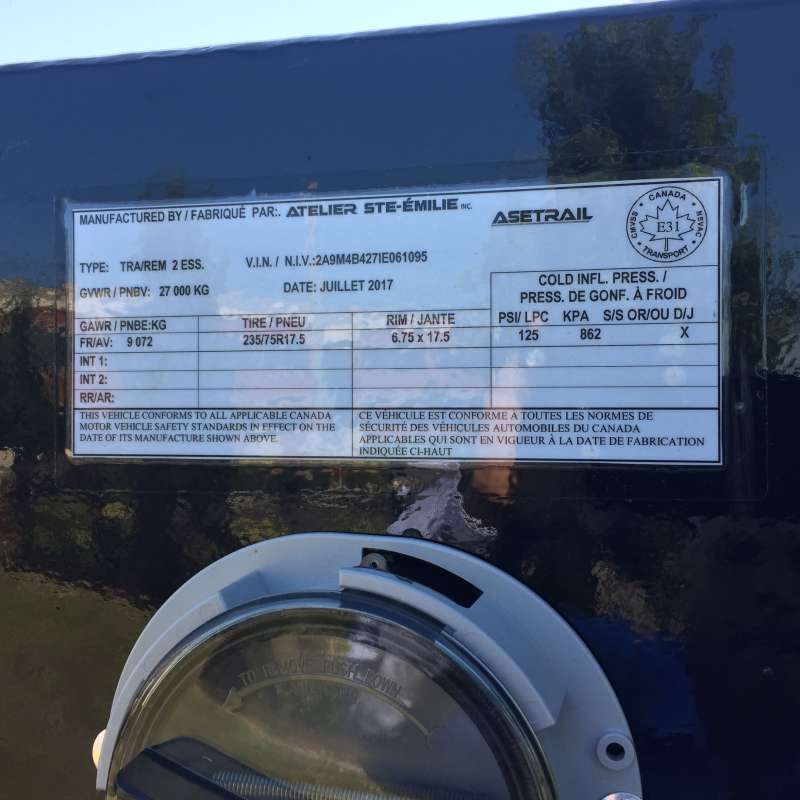 MANUFACTURED BY / FABRIQUÉ PAR:. ATELIER STE-ÉMILIE INC. ASETRAIL
CANADA
CMVSS E31 NSVAC
TRANSPORT
TYPE: TRA/REM 2 ESS. V.I.N./ N.I.V.:2A9M4B427IE061095
GVWR / PNBV: 27 000 KG DATE: JUILLET 2017
COLD INFL. PRESS. /
PRESS. DE GONF. À FROID
GAWR / PNBE:KG TIRE / PNEU RIM / JANTE PSI/ LPC KPA S/S OR/OU D/J
FR/AV: 9 072 235/75R17.5 6.75 x 17.5 125 862 X
INT 1:
INT 2:
RR/AR:
THIS VEHICLE CONFORMS TO ALL APPLICABLE CANADA
MOTOR VEHICLE SAFETY STANDARDS IN EFFECT ON THE
DATE OF ITS MANUFACTURE SHOWN ABOVE.
CE VÉHICULE EST CONFORME À TOUTES LES NORMES DE
SÉCURITÉ DES VÉHICULES AUTOMOBILES DU CANADA
APPLICABLES QUI SONT EN VIGUEUR À LA DATE DE FABRICATION
INDIQUÉE CI-HAUT
TO REMOVE PUSH DOWN